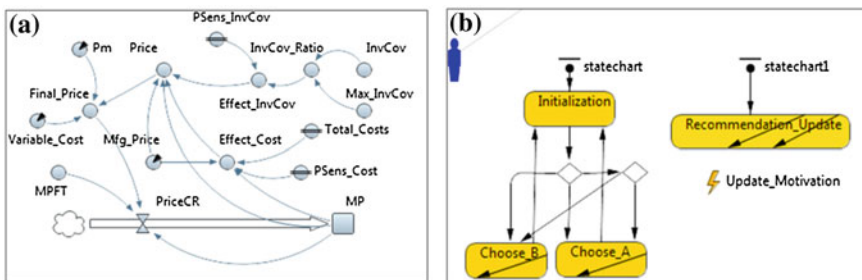 (a)
PSens_InvCov
Pm
Price
InvCov_Ratio
InvCov
Final_Price
Effect_InvCov
Max_InvCov
Variable_Cost
Mfg_Price
Effect_Cost
Total_Costs
MPFT
PSens_Cost
PriceCR
MP
(b)
statechart
statechart1
Initialization
Recommendation_Update
Update_Motivation
Choose_B
Choose_A